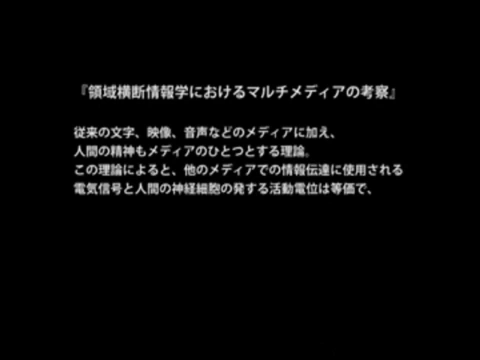 『領域横断情報学におけるマルチメディアの考察』
従来の文字、映像、音声などのメディアに加え、
人間の精神もメディアのひとつとする理論。
この理論によると、他のメディアでの情報伝達に使用される
電気信号と人間の神経細胞の発する活動電位は等価で、